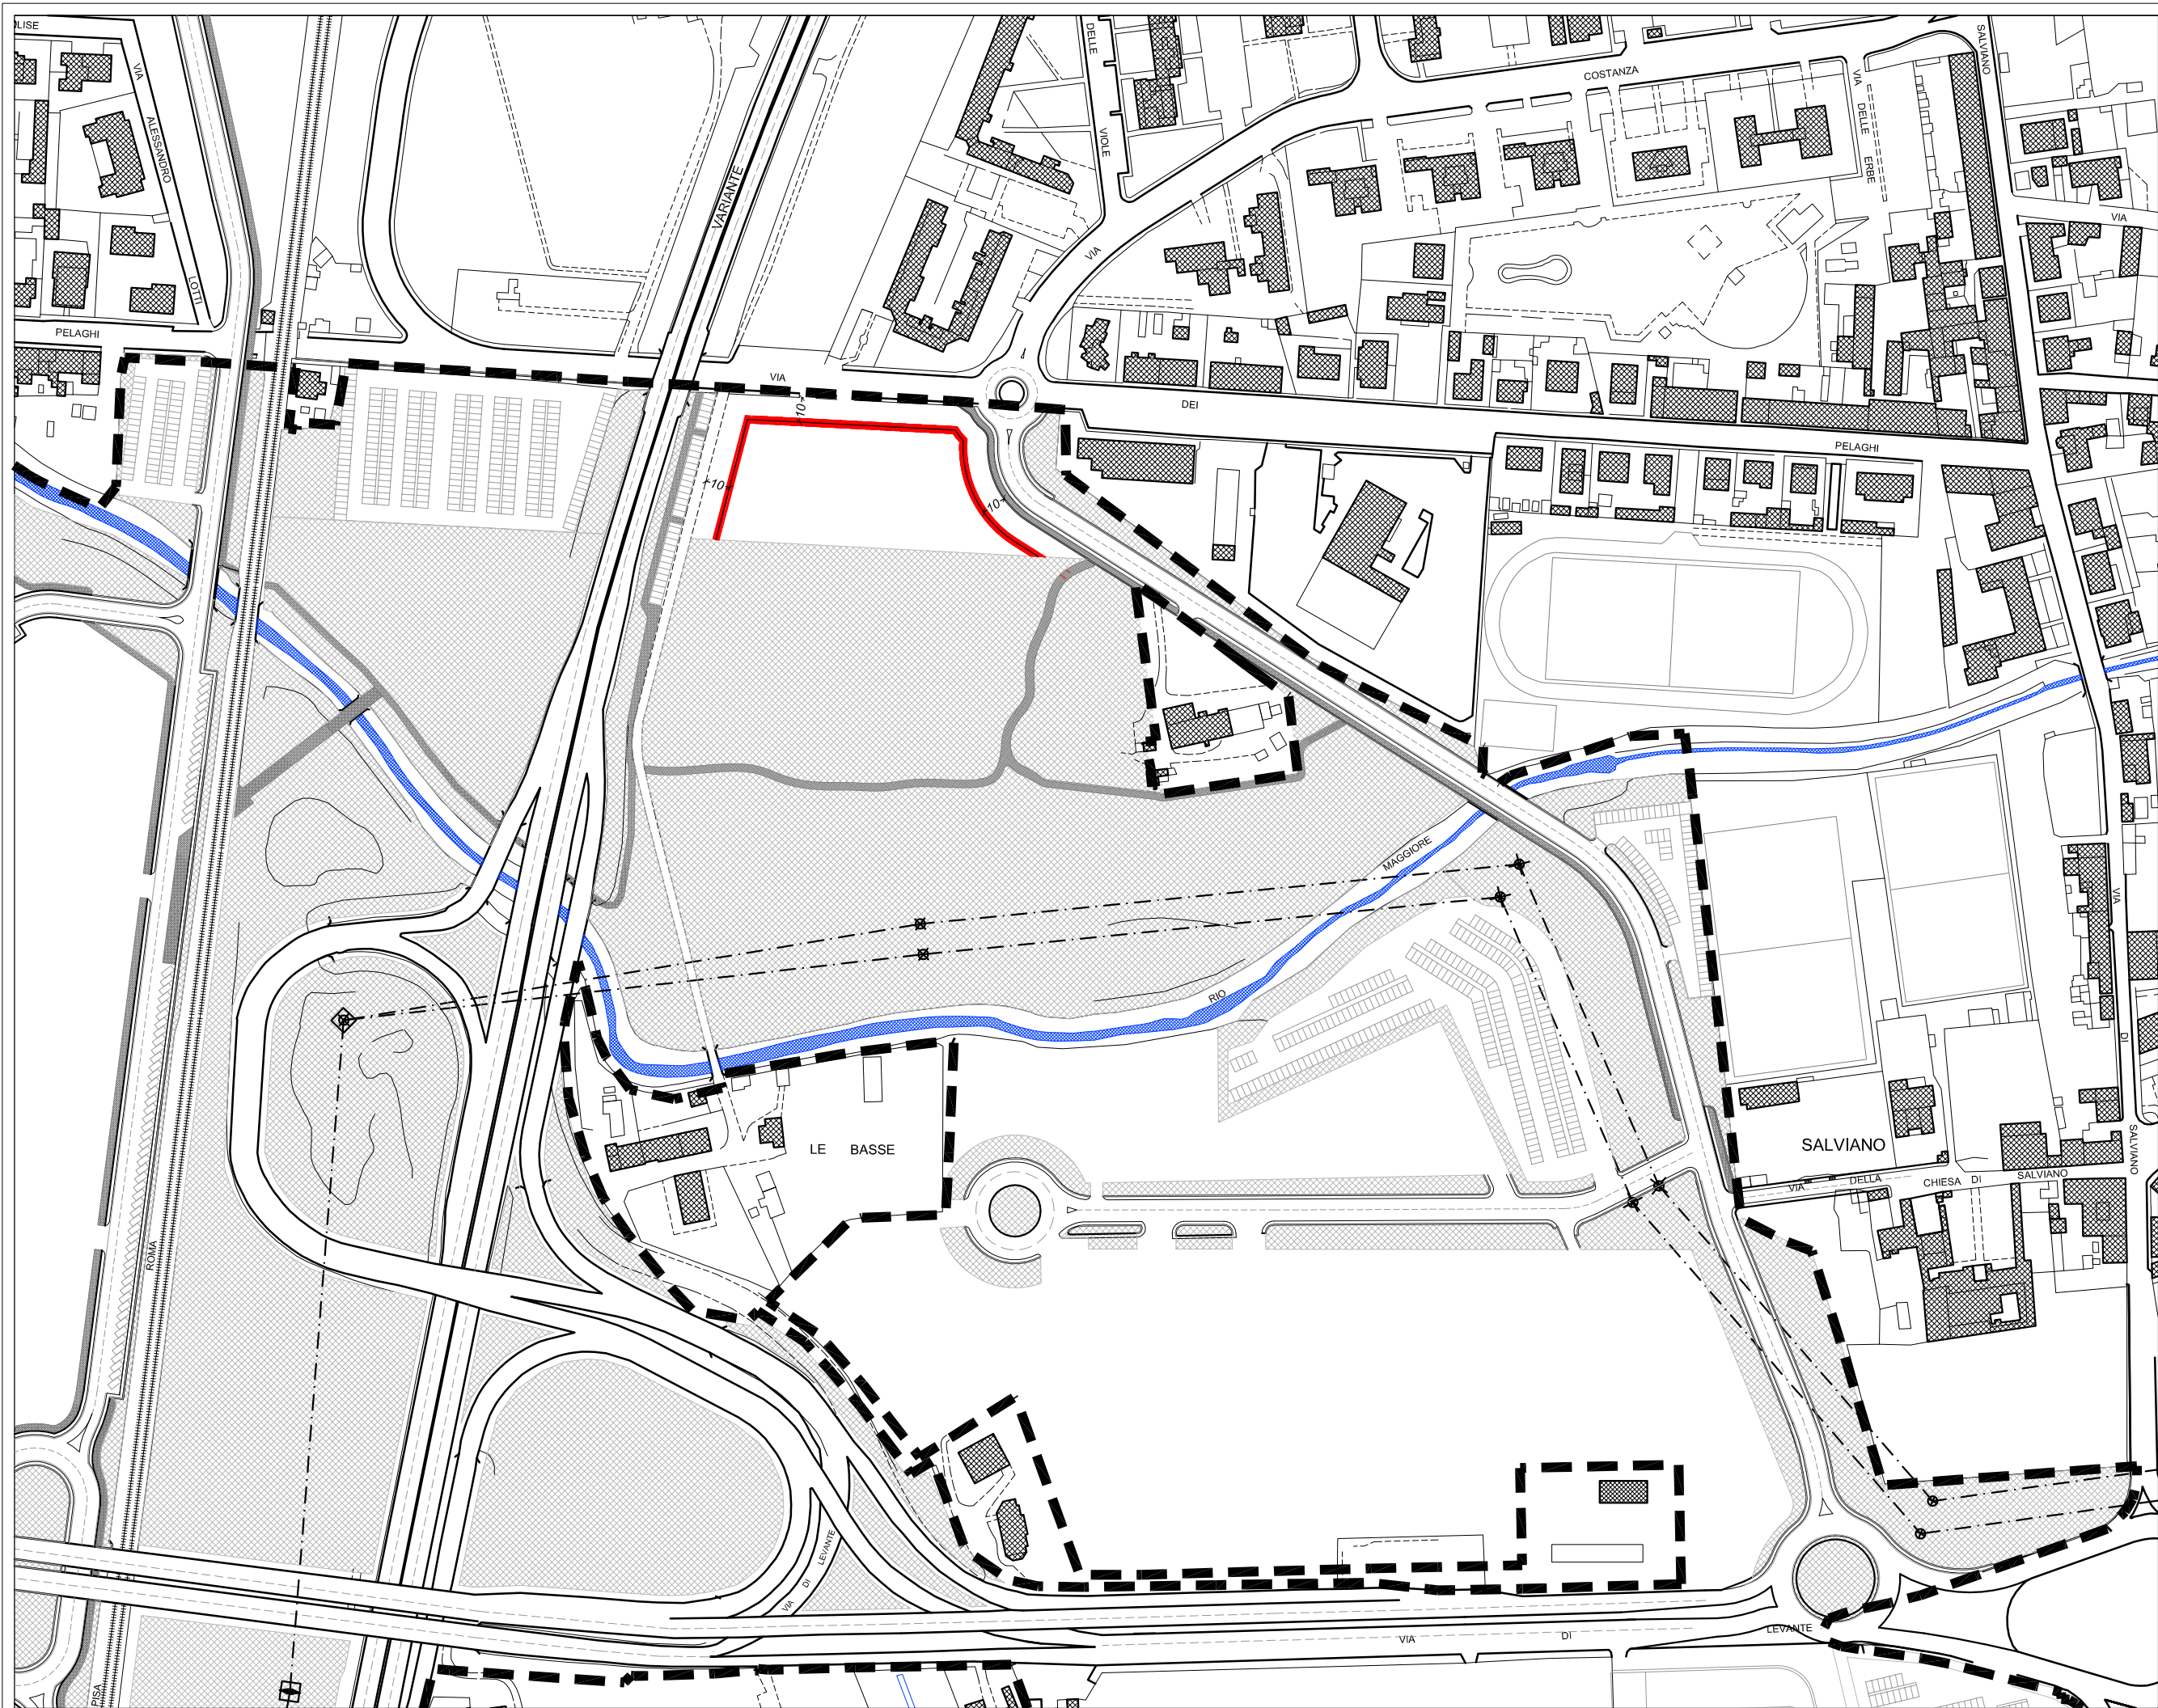 LISE
VIA
ALESSANDRO
LOTTI
PELAGHI
VARIANTE
DELLE
VIOLE
VIA
COSTANZA
VIA
DELLE
ERBE
SALVIANO
VIA
VIA
DEI
PELAGHI
10
10
10
MAGGIORE
RIO
LE BASSE
SALVIANO
VIA
DELLA
CHIESA DI
SALVIANO
VIA
DI
SALVIANO
ROMA
PISA
VIA
DI
LEVANTE
VIA
DI
LEVANTE